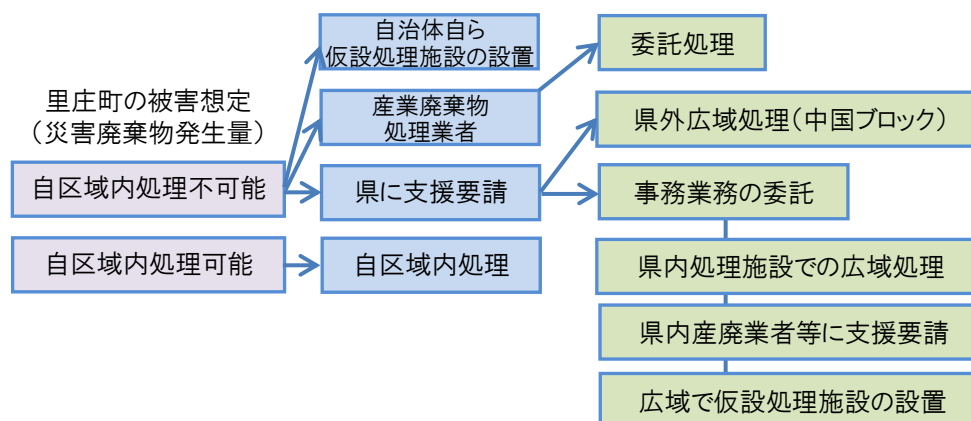 里庄町の被害想定
（災害廃棄物発生量）
自区域内処理不可能
自区域内処理可能
自治体自ら
仮設処理施設の設置
産業廃棄物
処理業者
県に支援要請
自区域内処理
委託処理
県外広域処理（中国ブロック）
事務業務の委託
県内処理施設での広域処理
県内産廃業者等に支援要請
広域で仮設処理施設の設置